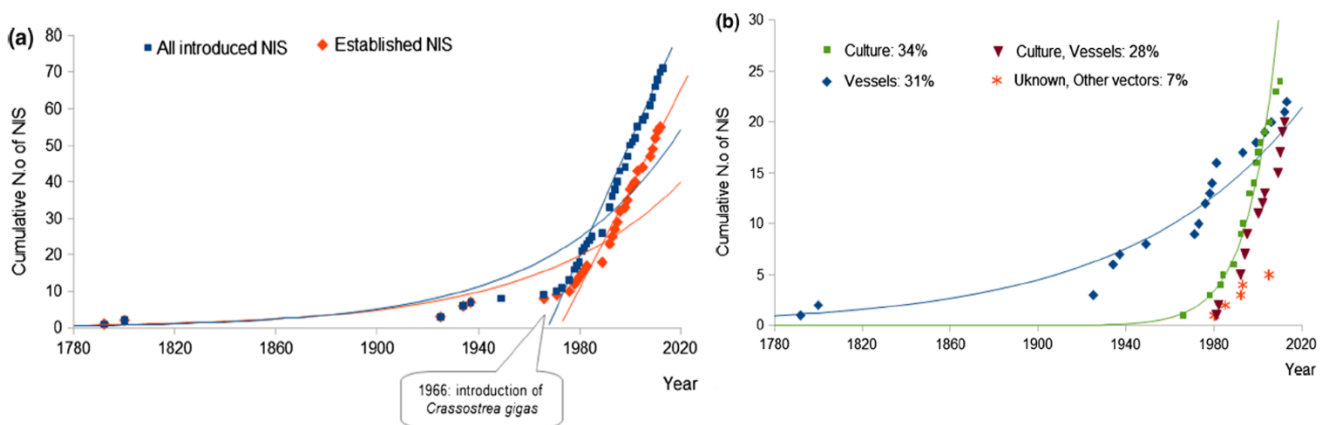 (a)
All introduced NIS
Established NIS
Cumulative N.o of NIS
80
70
60
50
40
30
20
10
0
1780
1820
1860
1900
1940
1980
2020
Year
1966: introduction of
Crassostrea gigas
(b)
Culture: 34%
Culture, Vessels: 28%
Vessels: 31%
Uknown, Other vectors: 7%
Cumulative N.o of NIS
30
25
20
15
10
5
0
1780
1820
1860
1900
1940
1980
2020
Year